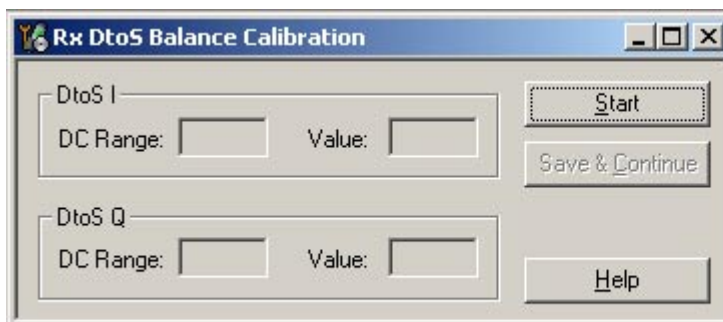 Rx DtoS Balance Calibration
DtoS I
DC Range: Value:
Start
Save & Continue
DtoS Q
DC Range: Value:
Help